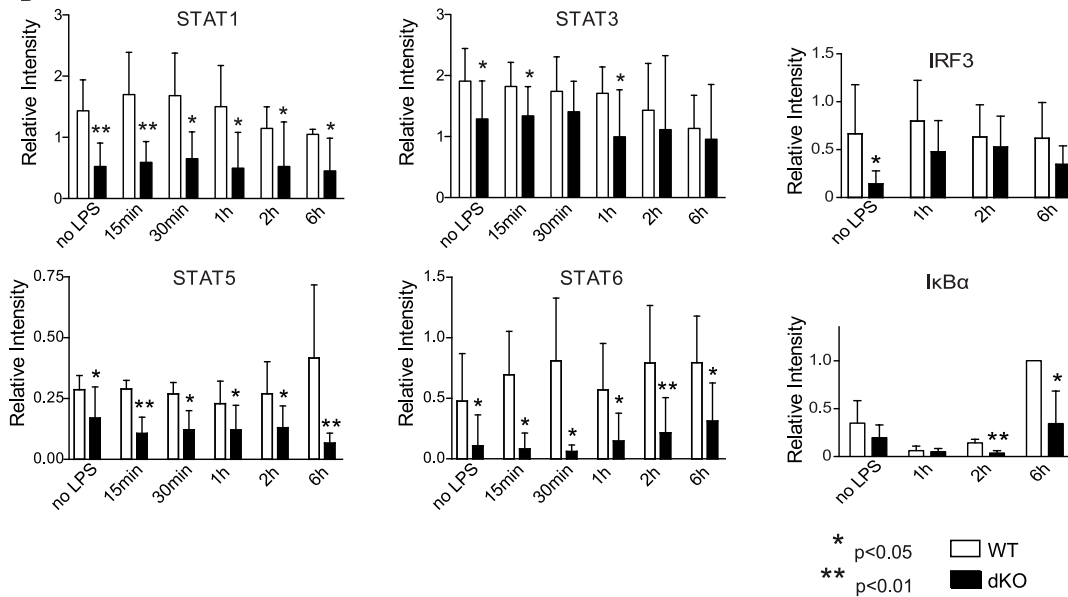 STAT1
Relative Intensity
3
2
1
0
** ** * * * *
no LPS 15min 30min 1h 2h 6h
STAT3
Relative Intensity
3
2
1
0
* * *
no LPS 15min 30min 1h 2h 6h
IRF3
Relative Intensity
1.5
1.0
0.5
0
*
no LPS 1h 2h 6h
STAT5
Relative Intensity
0.75
0.50
0.25
0.00
* ** * * * **
no LPS 15min 30min 1h 2h 6h
STAT6
Relative Intensity
1.5
1.0
0.5
0.0
* * * * ** *
no LPS 15min 30min 1h 2h 6h
IκBα
Relative Intensity
1.0
0.5
0
** *
no LPS 1h 2h 6h
* p<0.05
** p<0.01
WT
dKO